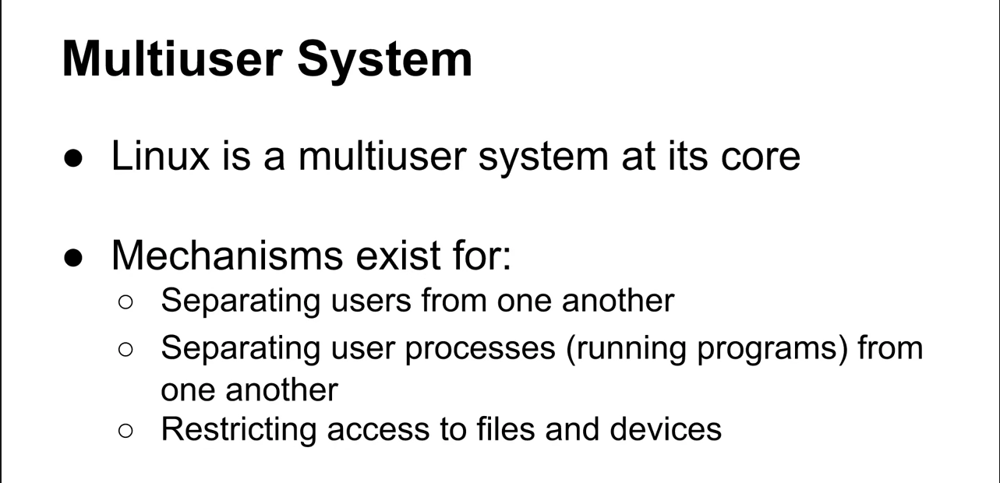 Multiuser System
● Linux is a multiuser system at its core
● Mechanisms exist for:
○ Separating users from one another
○ Separating user processes (running programs) from
one another
○ Restricting access to files and devices